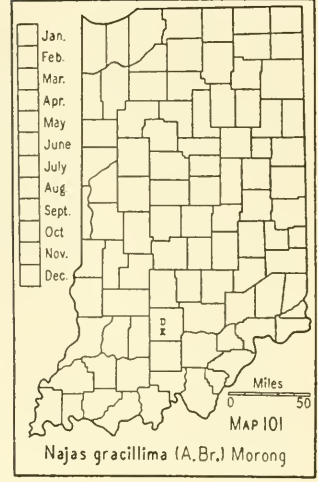 Jan.
Feb.
Mar.
Apr.
May
June
July
Aug
Sept.
Oct
Nov.
Dec.
D
K
Miles
0 50
MAP 101
Najas gracillima (A.Br.) Morong